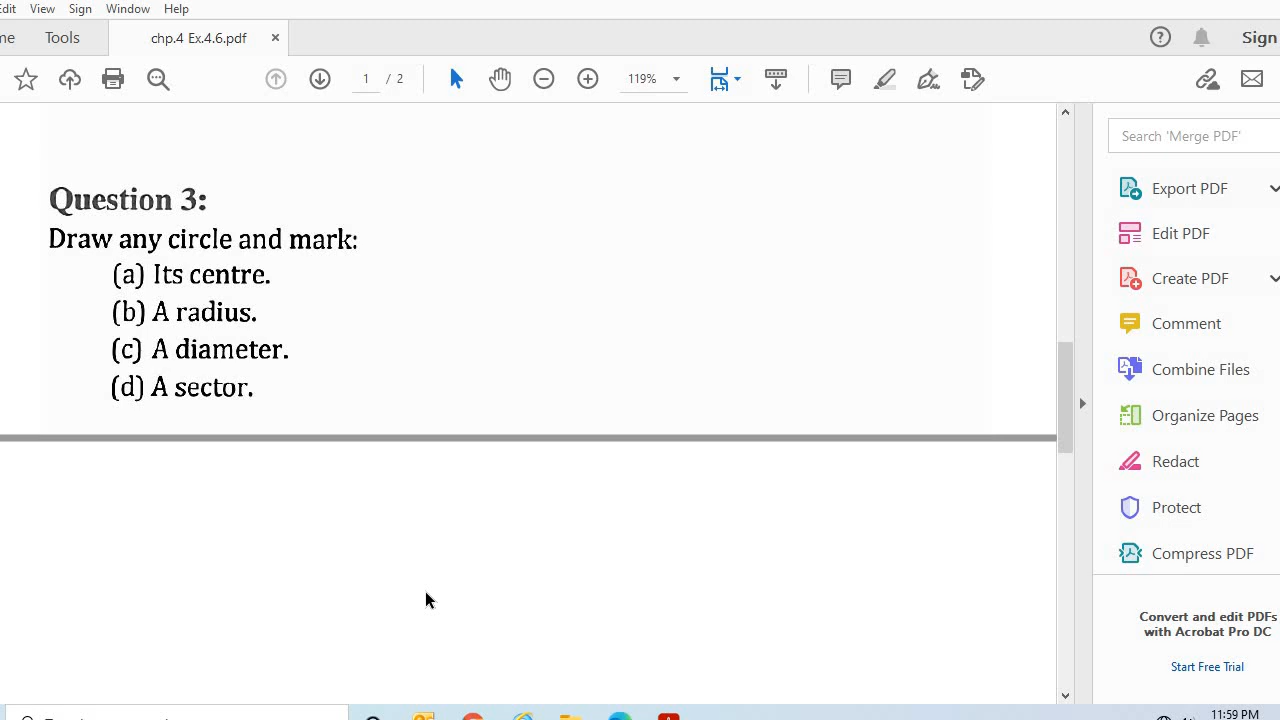 Edit View Sign Window Help
me Tools chp.4 Ex.4.6.pdf × Sign
1 / 2 119%
Search 'Merge PDF'
Question 3:
Draw any circle and mark:
(a) Its centre.
(b) A radius.
(c) A diameter.
(d) A sector.
Export PDF
Edit PDF
Create PDF
Comment
Combine Files
Organize Pages
Redact
Protect
Compress PDF
Convert and edit PDFs
with Acrobat Pro DC
Start Free Trial
11:59 PM